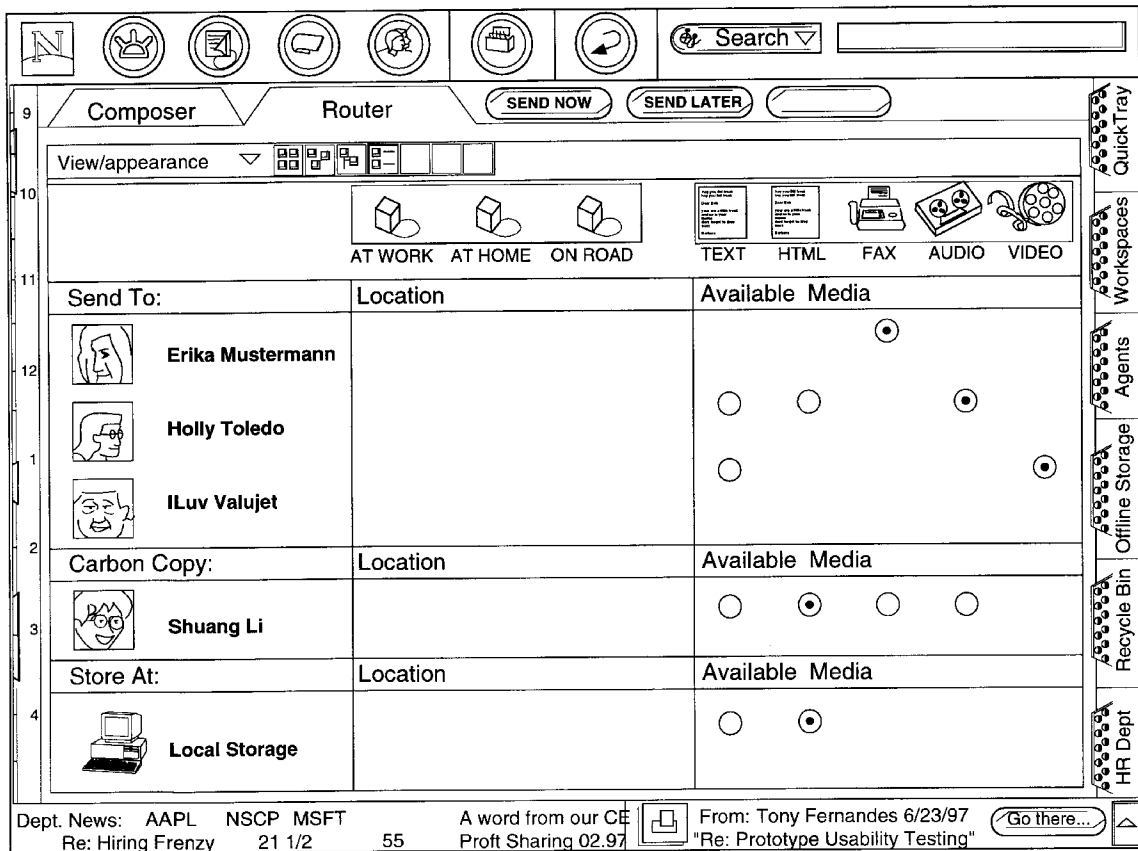 N
Search
Composer
Router
SEND NOW
SEND LATER
View/appearance
AT WORK AT HOME ON ROAD
TEXT HTML FAX AUDIO VIDEO
Send To: Location Available Media
Erika Mustermann
Holly Toledo
ILuv Valujet
Carbon Copy: Location Available Media
Shuang Li
Store At: Location Available Media
Local Storage
9
10
11
12
1
2
3
4
QuickTray
Workspaces
Agents
Offline Storage
Recycle Bin
HR Dept
Dept. News: AAPL NSCP MSFT A word from our CE
Re: Hiring Frenzy 21 1/2 55 Proft Sharing 02.97
From: Tony Fernandes 6/23/97
"Re: Prototype Usability Testing"
Go there...